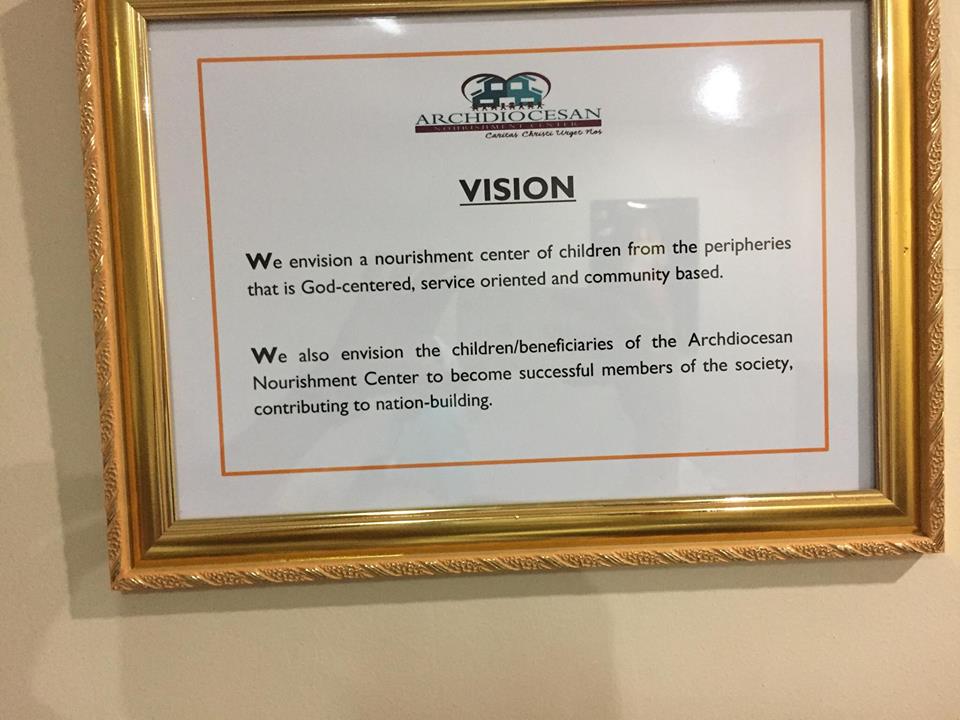 ARCHDIOCESAN
NOURISHMENT CENTER
Caritas Christi Urget Nos
VISION
We envision a nourishment center of children from the peripheries
that is God-centered, service oriented and community based.
We also envision the children/beneficiaries of the Archdiocesan
Nourishment Center to become successful members of the society,
contributing to nation-building.